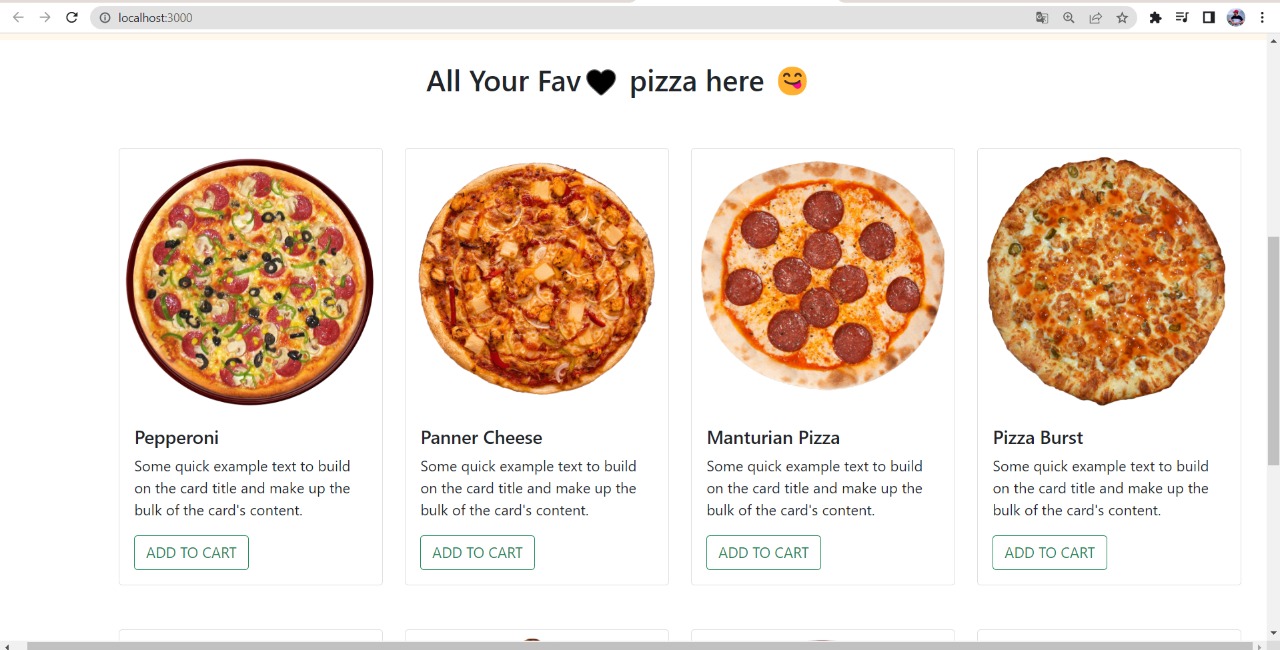 localhost:3000
All Your Fav🖤 pizza here 😋
Pepperoni
Some quick example text to build
on the card title and make up the
bulk of the card's content.
ADD TO CART
Panner Cheese
Some quick example text to build
on the card title and make up the
bulk of the card's content.
ADD TO CART
Manturian Pizza
Some quick example text to build
on the card title and make up the
bulk of the card's content.
ADD TO CART
Pizza Burst
Some quick example text to build
on the card title and make up the
bulk of the card's content.
ADD TO CART